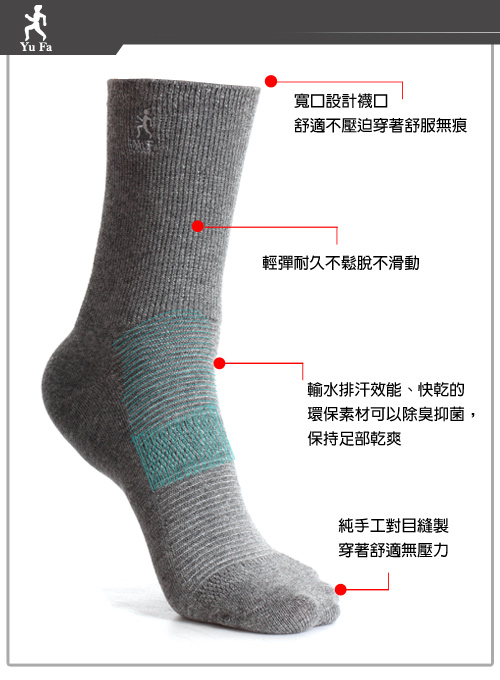 Yu Fa
寬口設計襪口
舒適不壓迫穿著舒服無痕
輕彈耐久不鬆脫不滑動
輸水排汗效能、快乾的
環保素材可以除臭抑菌，
保持足部乾爽
純手工對目縫製
穿著舒適無壓力